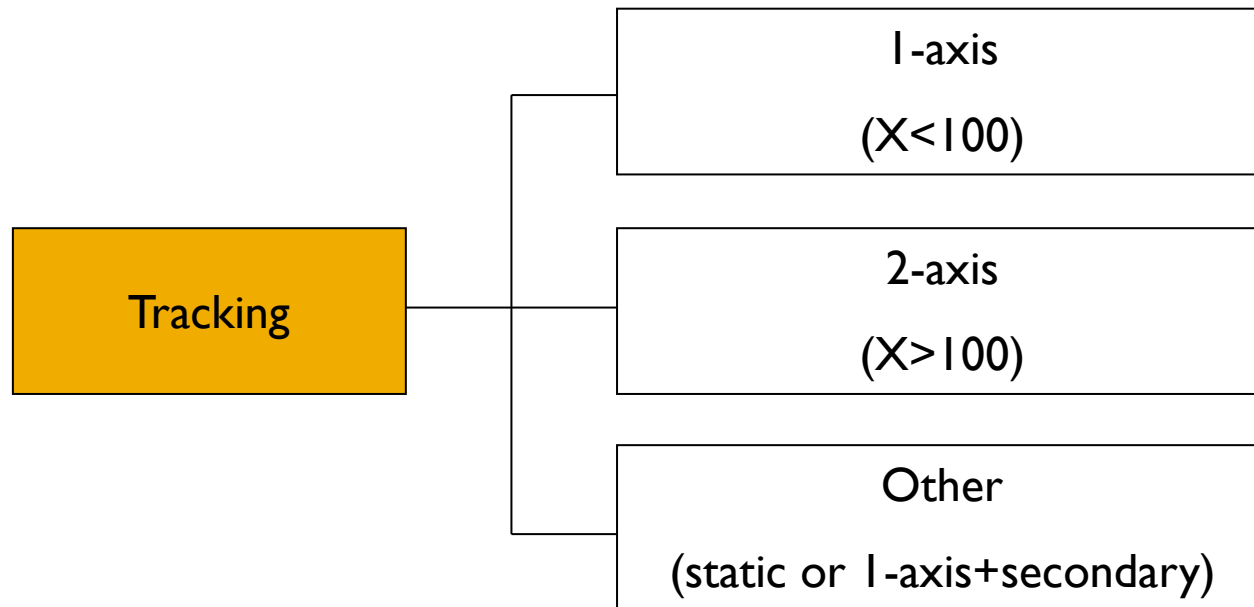 1-axis
(X<100)
Tracking
2-axis
(X>100)
Other
(static or 1-axis+secondary)